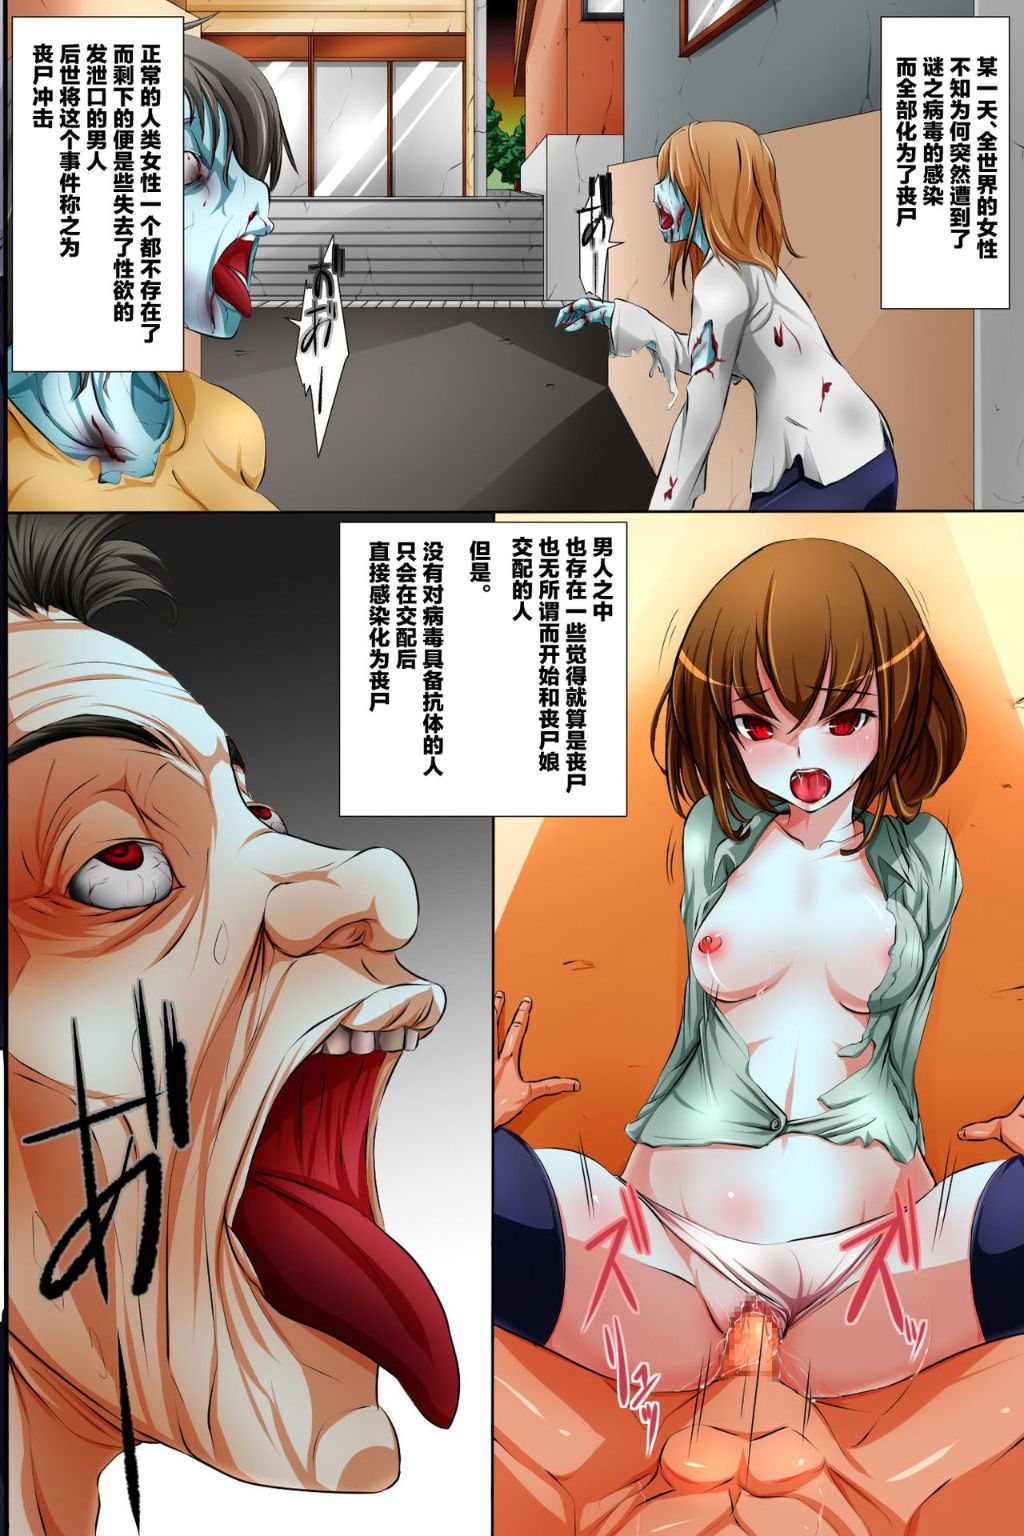 某一天、全世界的女性
不知为何突然遭到了
谜之病毒的感染
而全部化为了丧尸
正常的人类女性一个都不存在了
而剩下的便是些失去了性欲的
发泄口的男人
后世将这个事件称之为
丧尸冲击
あ゛
おお゛ー
男人之中
也存在一些觉得就算是丧尸
也无所谓而开始和丧尸娘
交配的人
但是。
没有对病毒具备抗体的人
只会在交配后
直接感染化为丧尸
あ゛